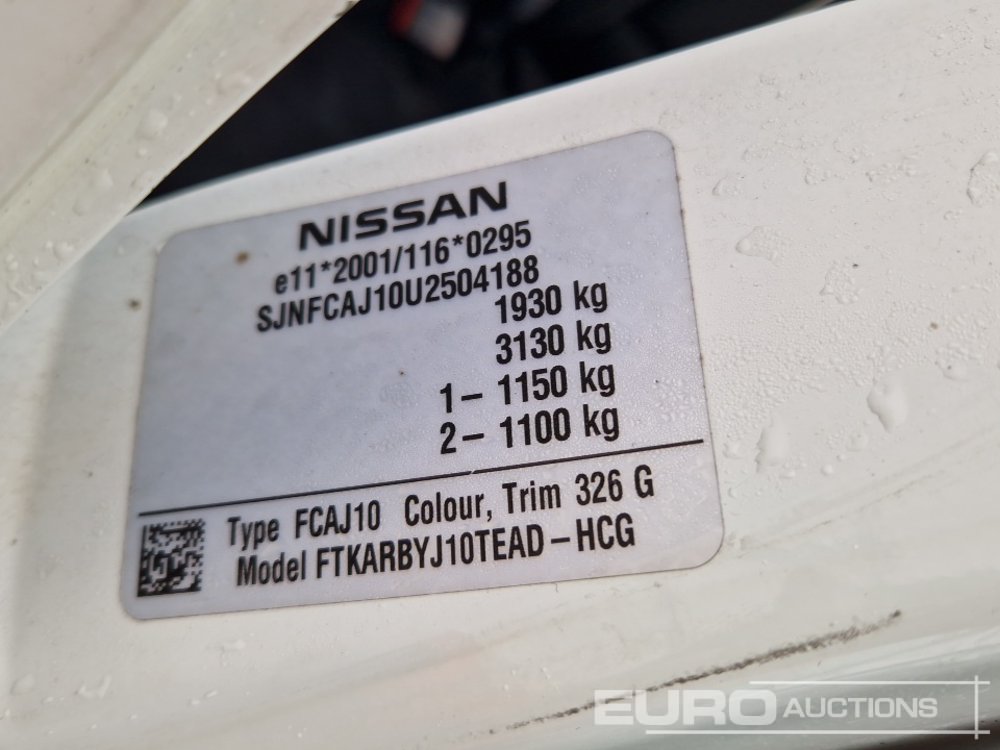 NISSAN
e11*2001/116*0295
SJNFCAJ10U2504188
1930 kg
3130 kg
1– 1150 kg
2– 1100 kg
Type FCAJ10 Colour, Trim 326 G
Model FTKARBYJ10TEAD–HCG
EURO AUCTIONS